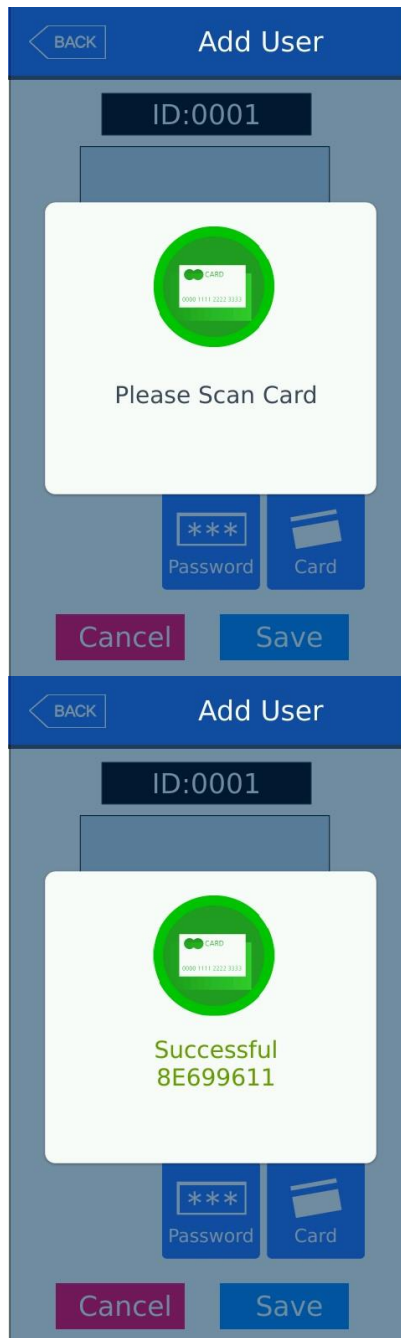 BACK Add User
ID:0001
CARD
0000 1111 2222 3333
Please Scan Card
***
Password Card
Cancel Save
BACK Add User
ID:0001
CARD
0000 1111 2222 3333
Successful
8E699611
***
Password Card
Cancel Save